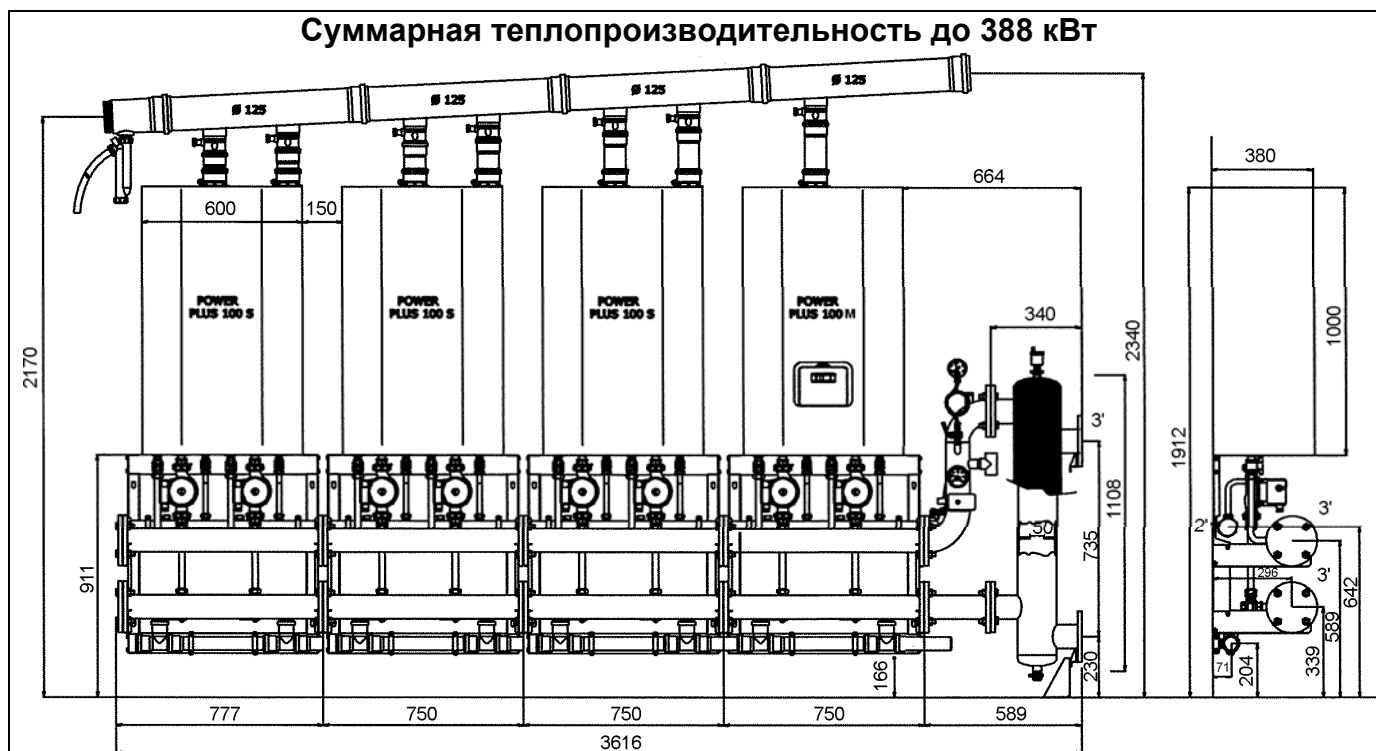 Суммарная теплопроизводительность до 388 кВт
Ø 125
Ø 125
Ø 125
Ø 125
380
664
600
150
POWER
PLUS 100 S
POWER
PLUS 100 S
POWER
PLUS 100 S
POWER
PLUS 100 M
340
2170
2340
1000
1912
3'
1108
50
735
911
2'
3'
296
3'
642
589
339
204
71
230
166
777
750
750
750
589
3616